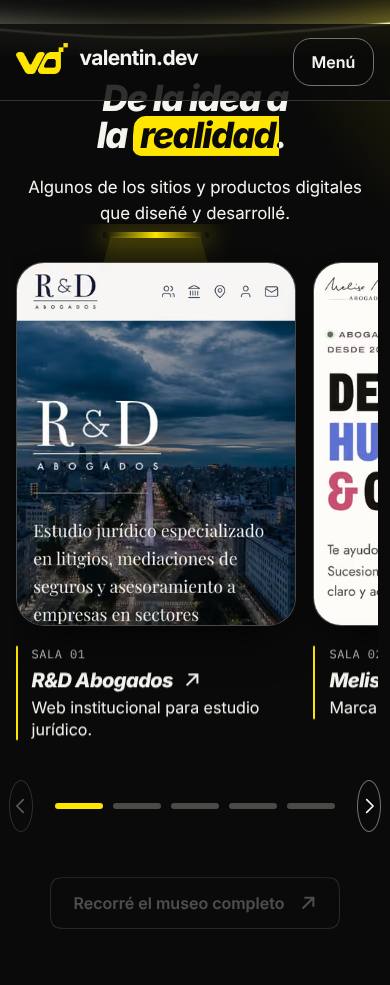 valentin.dev
Menú
De la idea a
la realidad.
Algunos de los sitios y productos digitales
que diseñé y desarrollé.
R&D
ABOGADOS
R&D
ABOGADOS
Estudio jurídico especializado
en litigios, mediaciones de
seguros y asesoramiento a
empresas en sectores
SALA 01
R&D Abogados
Web institucional para estudio
jurídico.
ABOGA
DESDE 20
DE
HU
&
Te ayudo
Sucesion
claro y a
SALA 02
Melis
Marca
Recorré el museo completo